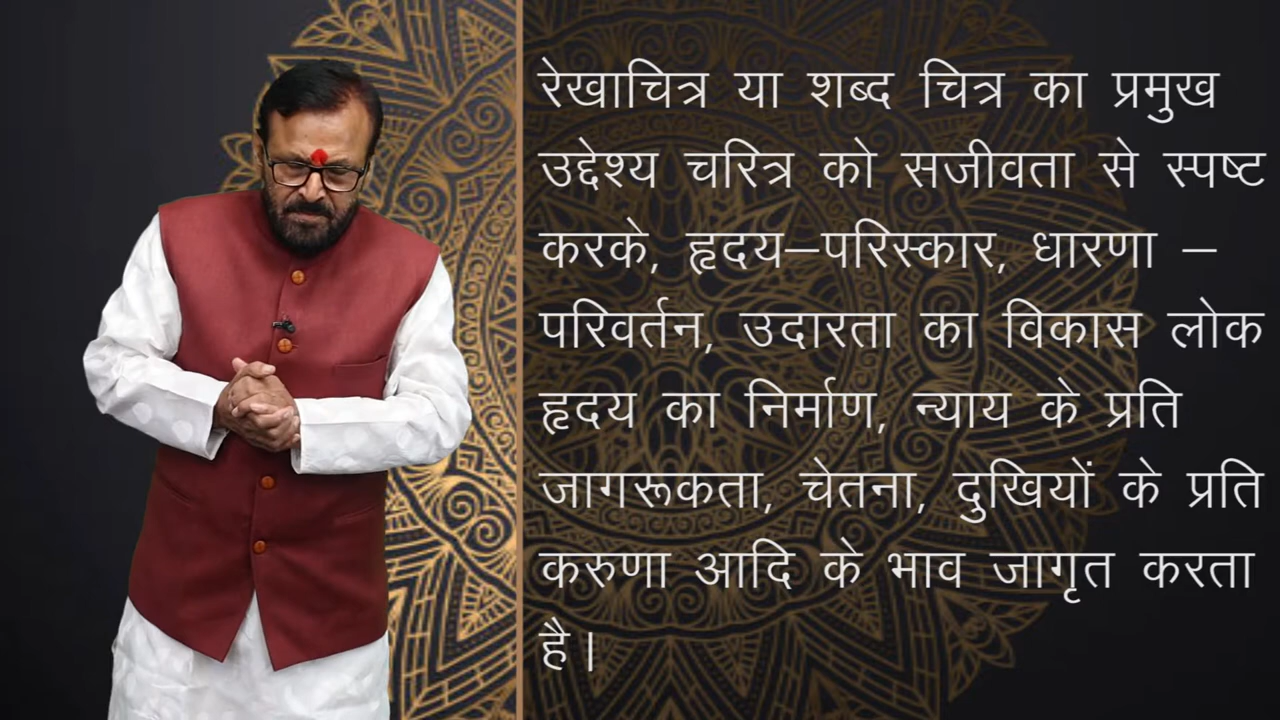 रेखाचित्र या शब्द चित्र का प्रमुख
उद्देश्य चरित्र को सजीवता से स्पष्ट
करके, हृदय–परिस्कार, धारणा –
परिवर्तन, उदारता का विकास लोक
हृदय का निर्माण, न्याय के प्रति
जागरूकता, चेतना, दुखियों के प्रति
करुणा आदि के भाव जागृत करता
है।